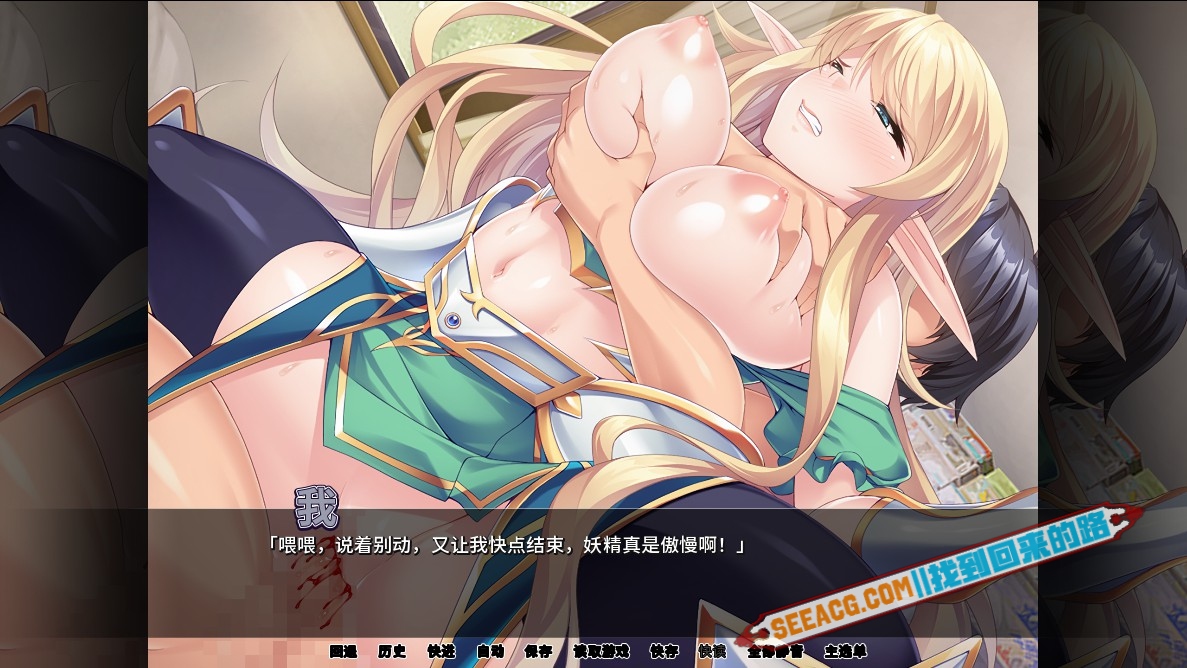 我
「喂喂，说着别动，又让我快点结束，妖精真是傲慢啊！」
SEEACG.COM||找到回来的路
回退 历史 快进 自动 保存 读取游戏 快存 快读 全部静音 主选单